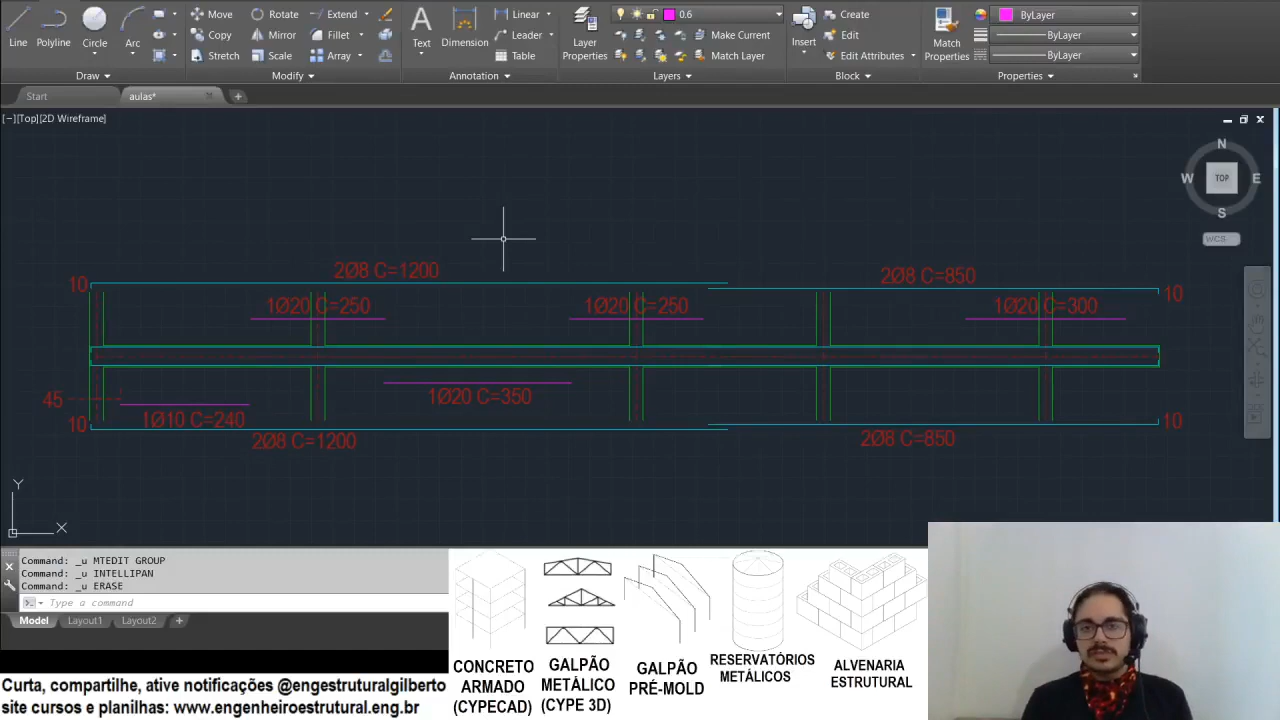 Line
Polyline
Circle
Arc
Move
Rotate
Extend
Copy
Mirror
Fillet
Stretch
Scale
Array
Text
Dimension
Linear
Leader
Table
Layer
Properties
0.6
Make Current
Match Layer
Insert
Create
Edit
Edit Attributes
Match
Properties
ByLayer
ByLayer
ByLayer
Draw
Modify
Annotation
Layers
Block
Properties
Start
aulas*
[−][Top][2D Wireframe]
N
W
TOP
E
S
WCS
2Ø8 C=1200
2Ø8 C=850
10
10
1Ø20 C=250
1Ø20 C=250
1Ø20 C=300
45
1Ø20 C=350
1Ø10 C=240
10
10
2Ø8 C=1200
2Ø8 C=850
Y
X
Command: _u MTEDIT GROUP
Command: _u INTELLIPAN
Command: _u ERASE
Type a command
Model
Layout1
Layout2
CONCRETO
ARMADO
(CYPECAD)
GALPÃO
METÁLICO
(CYPE 3D)
GALPÃO
PRÉ-MOLD
RESERVATÓRIOS
METÁLICOS
ALVENARIA
ESTRUTURAL
Curta, compartilhe, ative notificações @engestruturalgilberto
site cursos e planilhas: www.engenheiroestrutural.eng.br